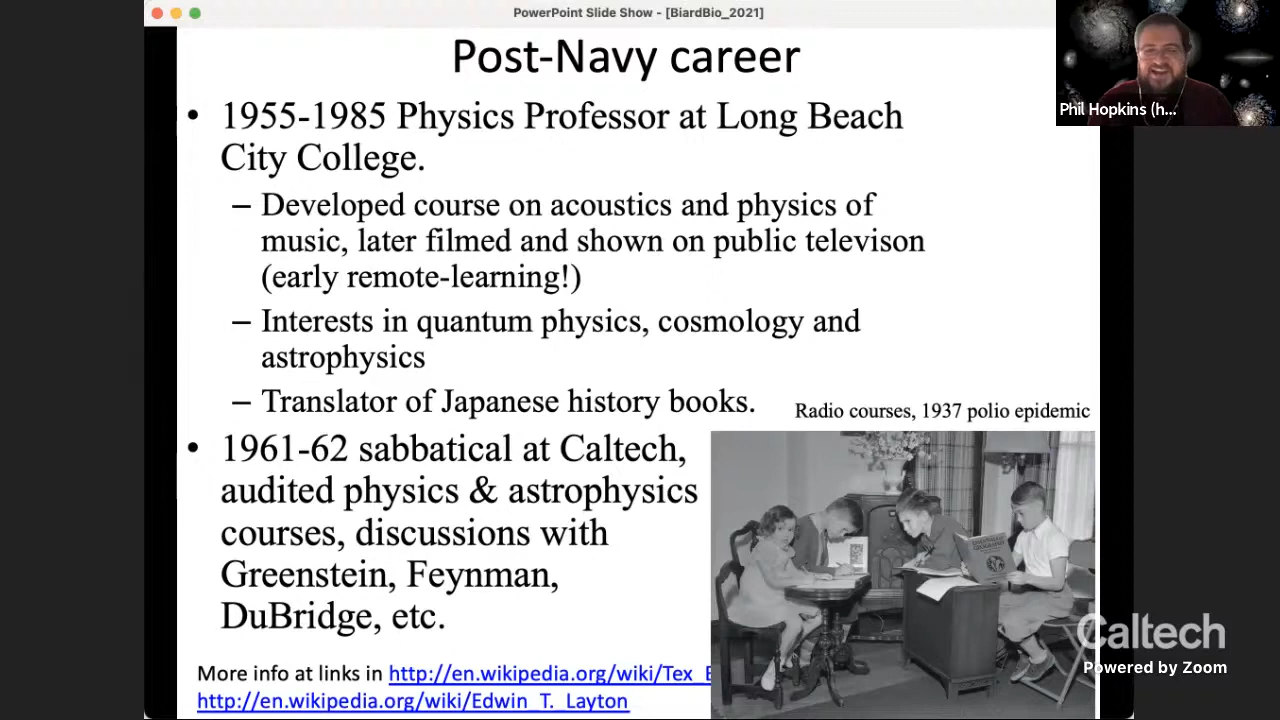 PowerPoint Slide Show - [BiardBio_2021]
Post-Navy career
Phil Hopkins (h...
• 1955-1985 Physics Professor at Long Beach
City College.
– Developed course on acoustics and physics of
music, later filmed and shown on public televison
(early remote-learning!)
– Interests in quantum physics, cosmology and
astrophysics
– Translator of Japanese history books.
Radio courses, 1937 polio epidemic
• 1961-62 sabbatical at Caltech,
audited physics & astrophysics
courses, discussions with
Greenstein, Feynman,
DuBridge, etc.
More info at links in http://en.wikipedia.org/wiki/Tex_
http://en.wikipedia.org/wiki/Edwin_T._Layton
Caltech
Powered by Zoom